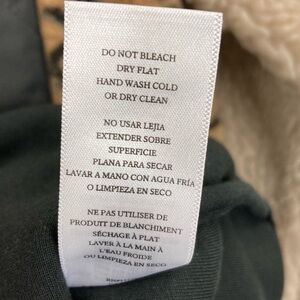 DO NOT BLEACH
DRY FLAT
HAND WASH COLD
OR DRY CLEAN
NO USAR LEJIA
EXTENDER SOBRE
SUPERFICIE
PLANA PARA SECAR
LAVAR A MANO CON AGUA FRÍA
O LIMPIEZA EN SECO
NE PAS UTILISER DE
PRODUIT DE BLANCHIMENT
SÉCHAGE À PLAT
LAVER À LA MAIN À
L'EAU FROIDE
OU LIMPIEZA EN SECO